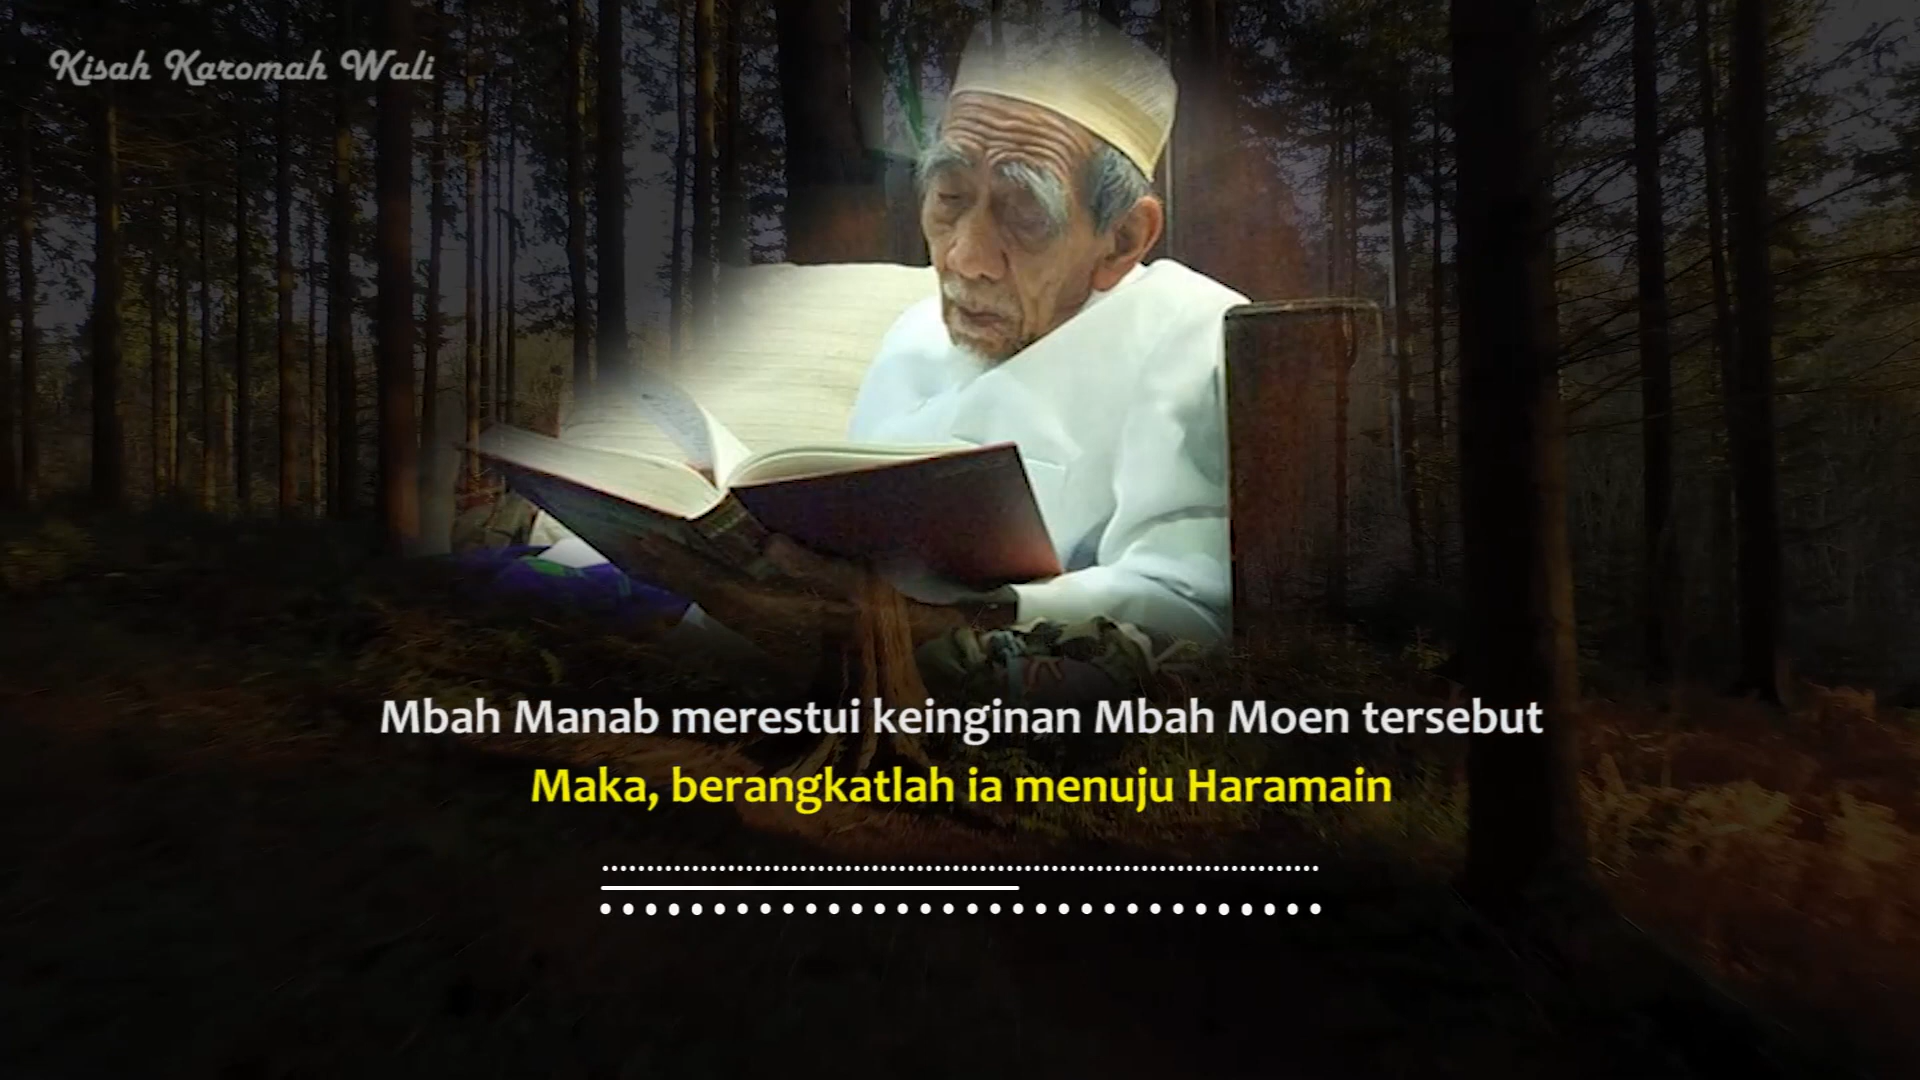 Kisah Karomah Wali
Mbah Manab merestui keinginan Mbah Moen tersebut
Maka, berangkatlah ia menuju Haramain